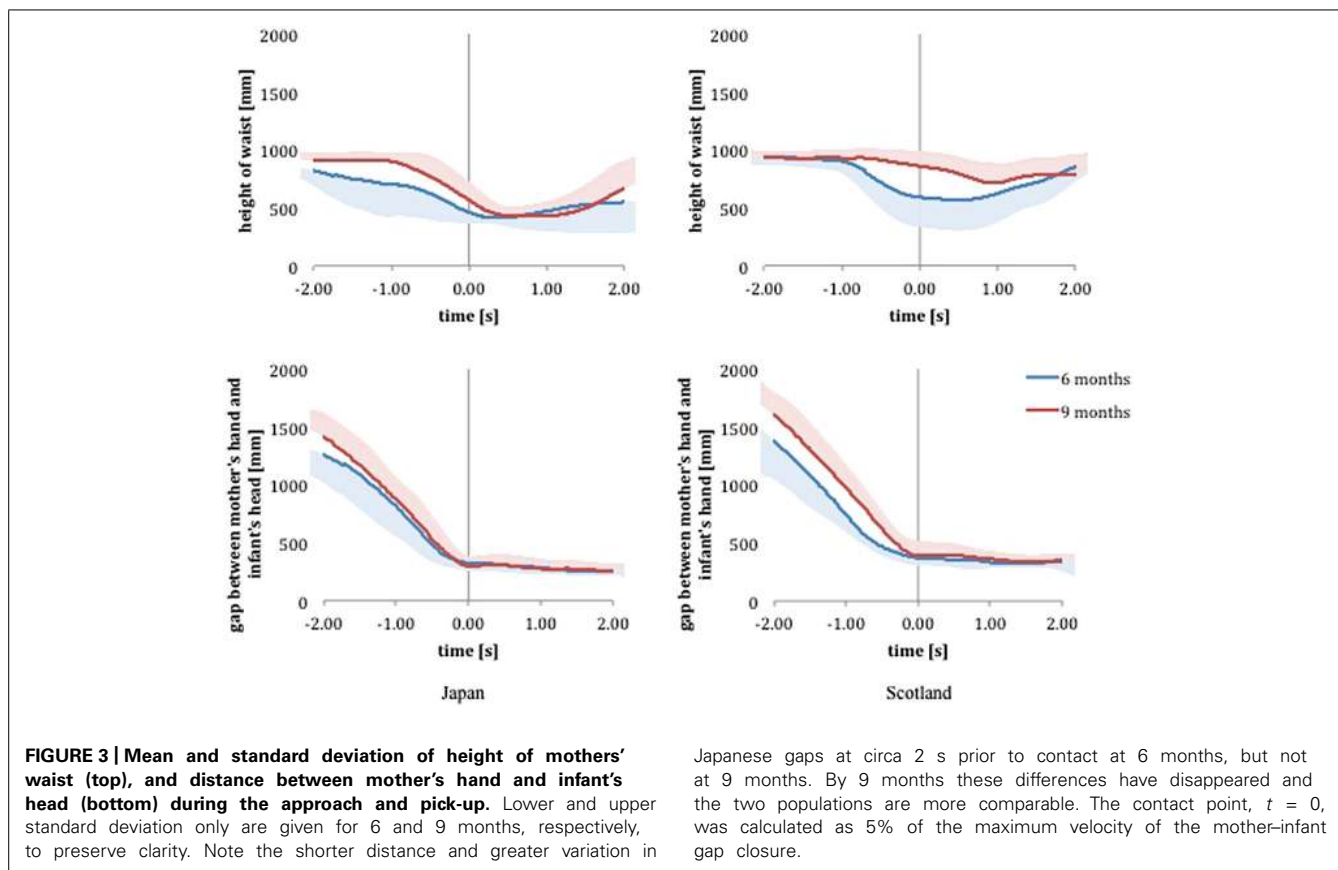 2000
1500
1000
500
0
height of waist [mm]
-2.00 -1.00 0.00 1.00 2.00
time [s]
2000
1500
1000
500
0
height of waist [mm]
-2.00 -1.00 0.00 1.00 2.00
time [s]
2000
1500
1000
500
0
gap between mother's hand and
infant's head [mm]
-2.00 -1.00 0.00 1.00 2.00
time [s]
Japan
2000
1500
1000
500
0
gap between mother's hand and
infant's hand [mm]
-2.00 -1.00 0.00 1.00 2.00
time [s]
Scotland
6 months
9 months
FIGURE 3 | Mean and standard deviation of height of mothers'
waist (top), and distance between mother's hand and infant's
head (bottom) during the approach and pick-up. Lower and upper
standard deviation only are given for 6 and 9 months, respectively,
to preserve clarity. Note the shorter distance and greater variation in
Japanese gaps at circa 2 s prior to contact at 6 months, but not
at 9 months. By 9 months these differences have disappeared and
the two populations are more comparable. The contact point, t = 0,
was calculated as 5% of the maximum velocity of the mother–infant
gap closure.